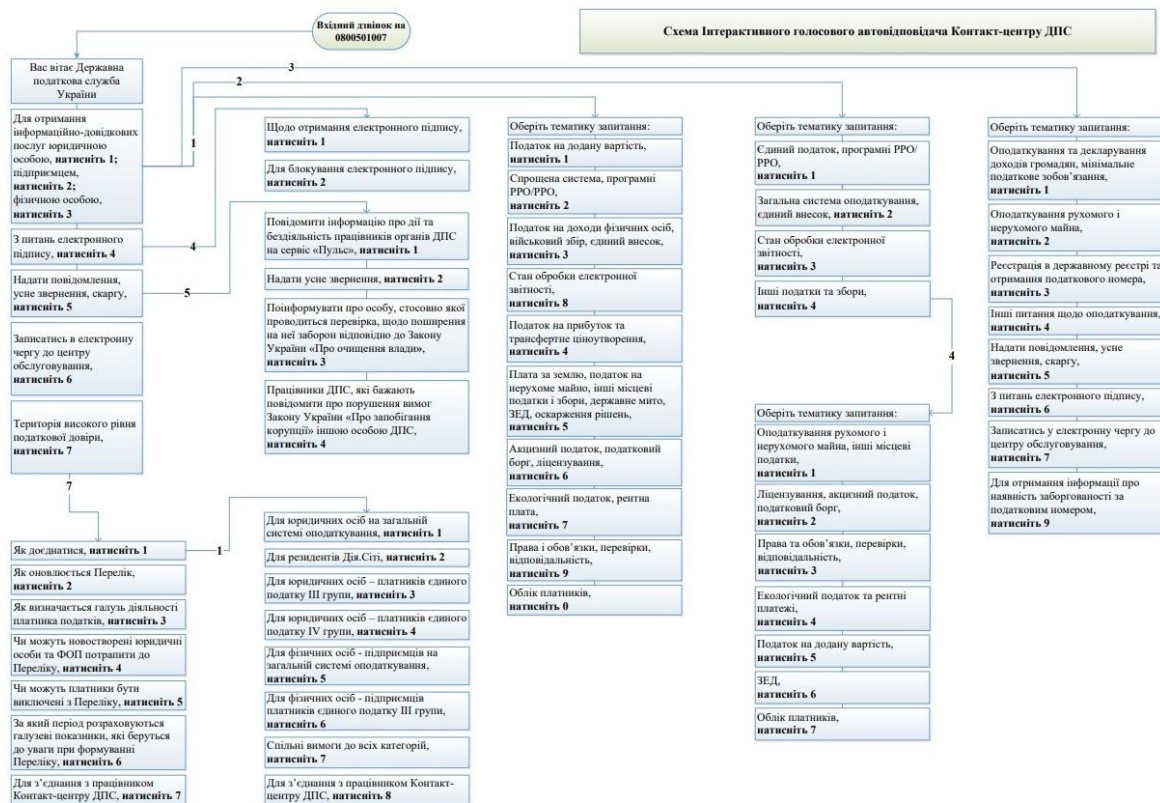 Вхідний дзвінок на
0800501007
Схема Інтерактивного голосового автовідповідача Контакт-центру ДПС
Вас вітає Державна
податкова служба
України
Для отримання
інформаційно-довідкових
послуг юридичною
особою, натисніть 1;
підприємцем,
натисніть 2;
фізичною особою,
натисніть 3
З питань електронного
підпису, натисніть 4
Надати повідомлення,
усне звернення, скаргу,
натисніть 5
Записатись в електронну
чергу до центру
обслуговування,
натисніть 6
Територія високого рівня
податкової довіри,
натисніть 7
1
2
3
4
5
7
Щодо отримання електронного підпису,
натисніть 1
Для блокування електронного підпису,
натисніть 2
Повідомити інформацію про дії та
бездіяльність працівників органів ДПС
на сервіс «Пульс», натисніть 1
Надати усне звернення, натисніть 2
Поінформувати про особу, стосовно якої
проводиться перевірка, щодо поширення
на неї заборон відповідно до Закону
України «Про очищення влади»,
натисніть 3
Працівники ДПС, які бажають
повідомити про порушення вимог
Закону України «Про запобігання
корупції» іншою особою ДПС,
натисніть 4
Оберіть тематику запитання:
Податок на додану вартість,
натисніть 1
Спрощена система, програмні
РРО/РРО,
натисніть 2
Податок на доходи фізичних осіб,
військовий збір, єдиний внесок,
натисніть 3
Стан обробки електронної
звітності,
натисніть 8
Податок на прибуток та
трансфертне ціноутворення,
натисніть 4
Плата за землю, податок на
нерухоме майно, інші місцеві
податки і збори, державне мито,
ЗЕД, оскарження рішень,
натисніть 5
Акцизний податок, податковий
борг, ліцензування,
натисніть 6
Екологічний податок, рентна
плата,
натисніть 7
Права і обов’язки, перевірки,
відповідальність,
натисніть 9
Облік платників,
натисніть 0
Оберіть тематику запитання:
Єдиний податок, програмні РРО/
РРО,
натисніть 1
Загальна система оподаткування,
єдиний внесок, натисніть 2
Стан обробки електронної
звітності,
натисніть 3
Інші податки та збори,
натисніть 4
4
Оберіть тематику запитання:
Оподаткування рухомого і
нерухомого майна, інші місцеві
податки,
натисніть 1
Ліцензування, акцизний податок,
податковий борг,
натисніть 2
Права та обов’язки, перевірки,
відповідальність,
натисніть 3
Екологічний податок та рентні
платежі,
натисніть 4
Податок на додану вартість,
натисніть 5
ЗЕД,
натисніть 6
Облік платників,
натисніть 7
Оберіть тематику запитання:
Оподаткування та декларування
доходів громадян, мінімальне
податкове зобов’язання,
натисніть 1
Оподаткування рухомого і
нерухомого майна,
натисніть 2
Реєстрація в державному реєстрі та
отримання податкового номера,
натисніть 3
Інші питання щодо оподаткування,
натисніть 4
Надати повідомлення, усне
звернення, скаргу,
натисніть 5
З питань електронного підпису,
натисніть 6
Записатись у електронну чергу до
центру обслуговування,
натисніть 7
Для отримання інформації про
наявність заборгованості за
податковим номером,
натисніть 9
Як доєднатися, натисніть 1
Як оновлюється Перелік,
натисніть 2
Як визначається галузь діяльності
платника податків, натисніть 3
Чи можуть новостворені юридичні
особи та ФОП потрапити до
Переліку, натисніть 4
Чи можуть платники бути
виключені з Переліку, натисніть 5
За який період розраховуються
галузеві показники, які беруться
до уваги при формуванні
Переліку, натисніть 6
Для з’єднання з працівником
Контакт-центру ДПС, натисніть 7
1
Для юридичних осіб на загальній
системі оподаткування, натисніть 1
Для резидентів Дія.Сіті, натисніть 2
Для юридичних осіб – платників єдиного
податку ІІІ групи, натисніть 3
Для юридичних осіб – платників єдиного
податку IV групи, натисніть 4
Для фізичних осіб - підприємців на
загальній системі оподаткування,
натисніть 5
Для фізичних осіб - підприємців
платників єдиного податку ІІІ групи,
натисніть 6
Спільні вимоги до всіх категорій,
натисніть 7
Для з’єднання з працівником Контакт-
центру ДПС, натисніть 8